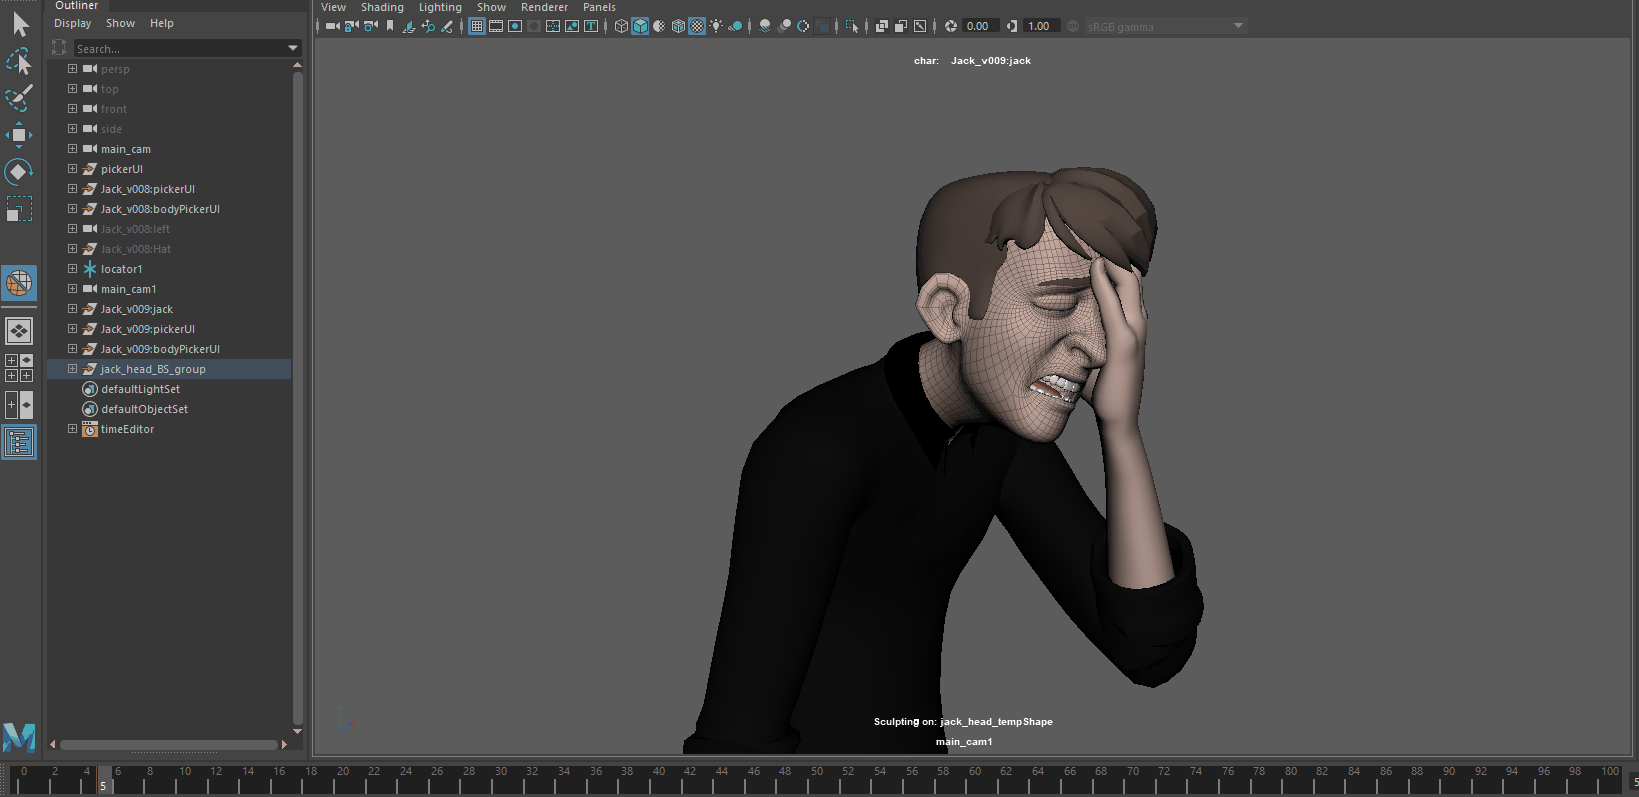 Outliner
Display Show Help
Search...
persp
top
front
side
main_cam
pickerUI
Jack_v008:pickerUI
Jack_v008:bodyPickerUI
Jack_v008:left
Jack_v008:Hat
locator1
main_cam1
Jack_v009:jack
Jack_v009:pickerUI
Jack_v009:bodyPickerUI
jack_head_BS_group
defaultLightSet
defaultObjectSet
timeEditor
View Shading Lighting Show Renderer Panels
0.00 1.00 sRGB gamma
char: Jack_v009:jack
Sculpting on: jack_head_tempShape
main_cam1
0 2 4 6 8 10 12 14 16 18 20 22 24 26 28 30 32 34 36 38 40 42 44 46 48 50 52 54 56 58 60 62 64 66 68 70 72 74 76 78 80 82 84 86 88 90 92 94 96 98 100
5 5